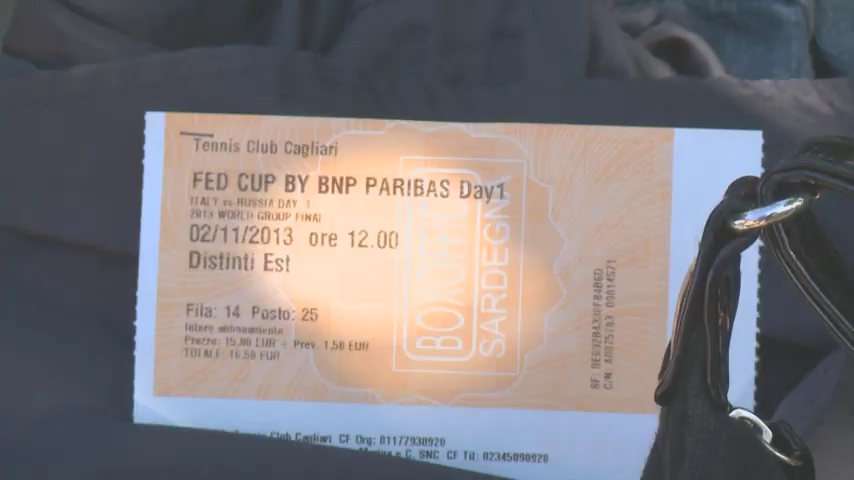 Tennis Club Cagliari
FED CUP BY BNP PARIBAS Day1
ITALY vs RUSSIA DAY 1
2013 WORLD GROUP FINAL
02/11/2013 ore 12.00
Distinti Est
Fila: 14 Posto: 25
Intero abbonamento
Prezzo: 15,00 EUR + Prev. 1,50 EUR
TOTALE: 16,50 EUR
BOXOFFICE
SARDEGNA
Club Cagliari CF Org: 81177930920
e C. SNC CF Tit: 02345090920